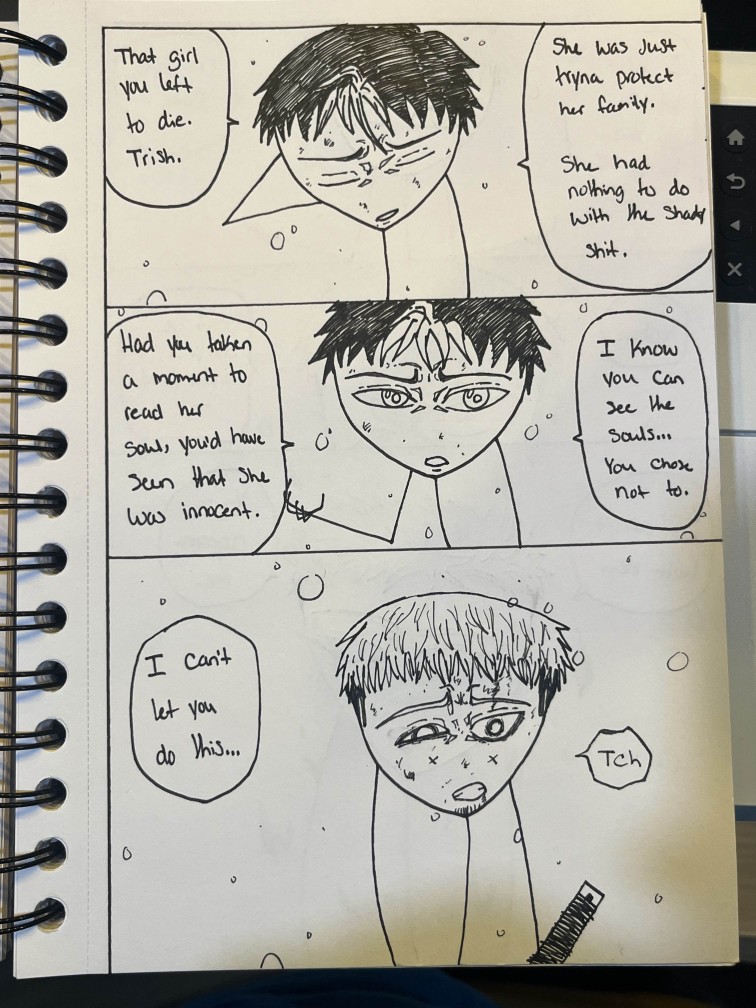 That girl
you left
to die.
Trish.
She was just
tryna protect
her family.
She had
nothing to do
with the shady
shit.
Had you taken
a moment to
read her
soul, you'd have
seen that she
was innocent.
I know
you can
see the
souls...
You chose
not to.
I can't
let you
do this...
Tch